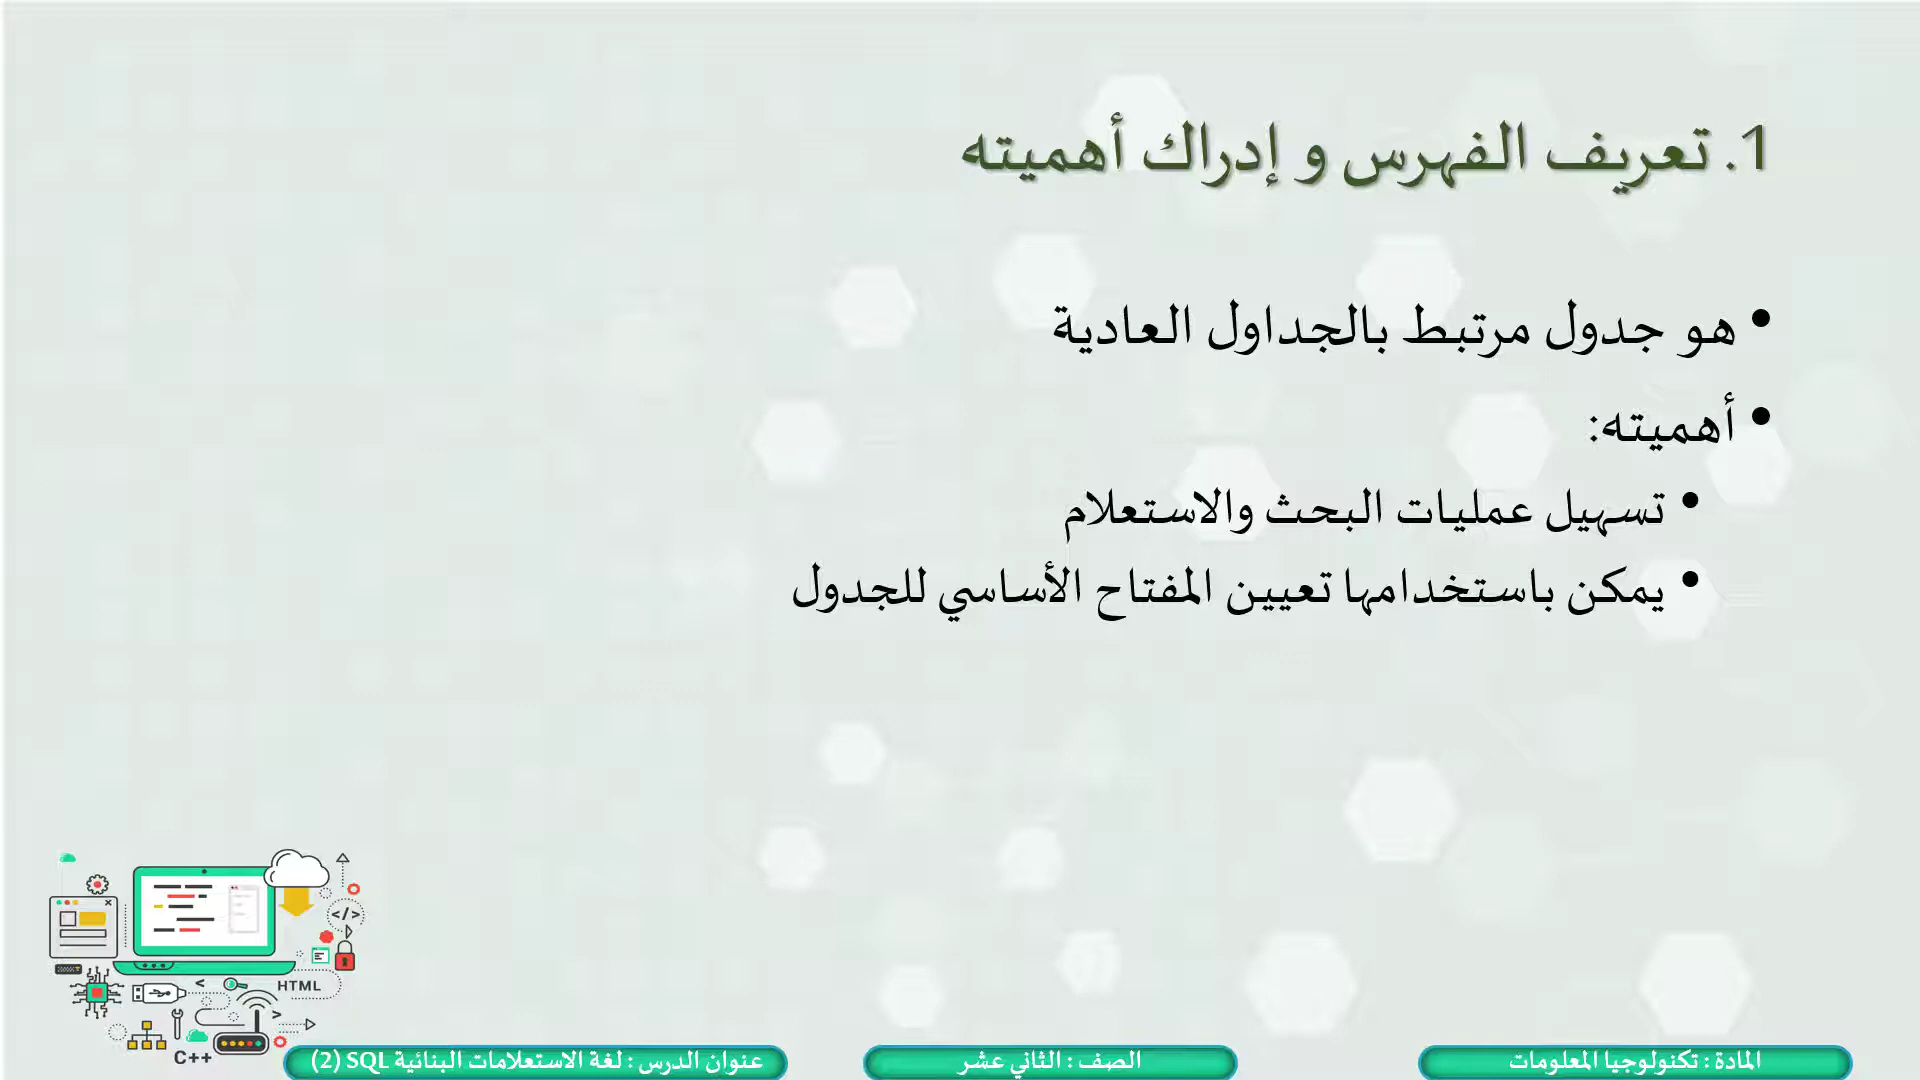 1. تعريف الفهرس و إدراك أهميته
• هو جدول مرتبط بالجداول العادية
• أهميته:
• تسهيل عمليات البحث والاستعلام
• يمكن باستخدامها تعيين المفتاح الأساسي للجدول
</>
HTML
C++
المادة : تكنولوجيا المعلومات
الصف : الثاني عشر
عنوان الدرس : لغة الاستعلامات البنائية SQL (2)